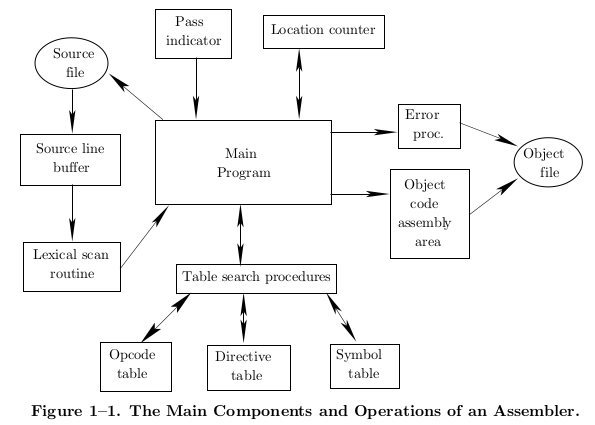 Pass
indicator
Location counter
Source
file
Source line
buffer
Lexical scan
routine
Main
Program
Error
proc.
Object
file
Object
code
assembly
area
Table search procedures
Opcode
table
Directive
table
Symbol
table
Figure 1–1. The Main Components and Operations of an Assembler.